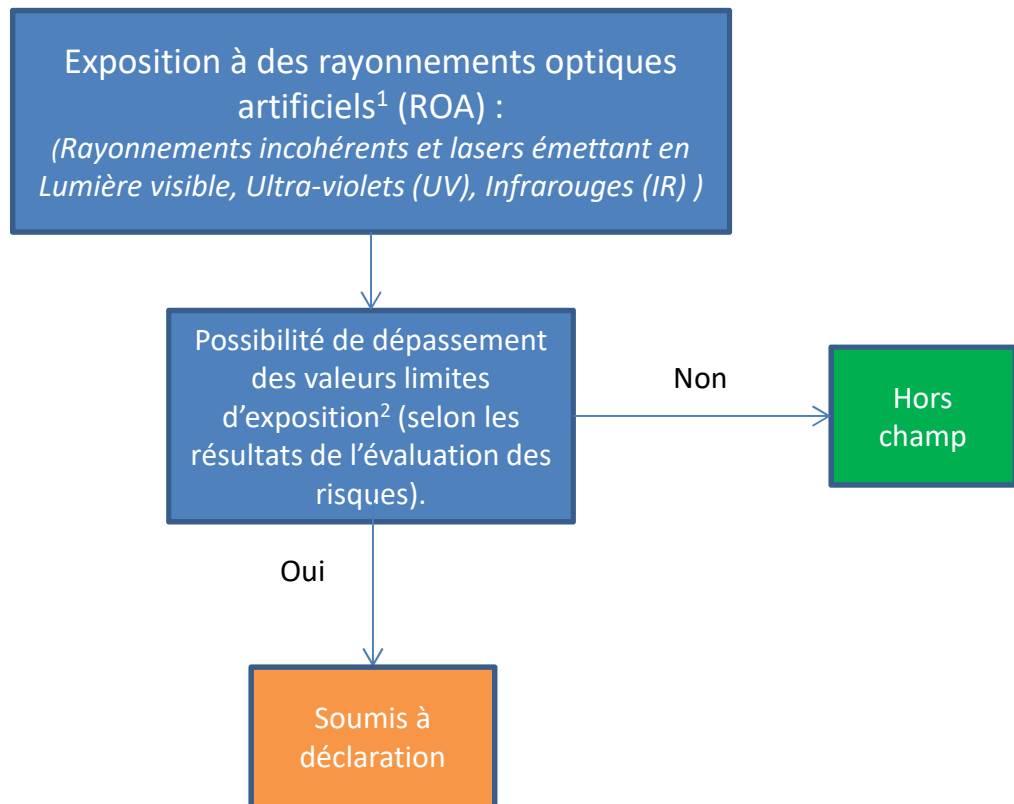 Exposition à des rayonnements optiques
artificiels¹ (ROA) :
(Rayonnements incohérents et lasers émettant en
Lumière visible, Ultra-violets (UV), Infrarouges (IR) )
Possibilité de dépassement
des valeurs limites
d’exposition² (selon les
résultats de l’évaluation des
risques).
Non
Hors
champ
Oui
Soumis à
déclaration